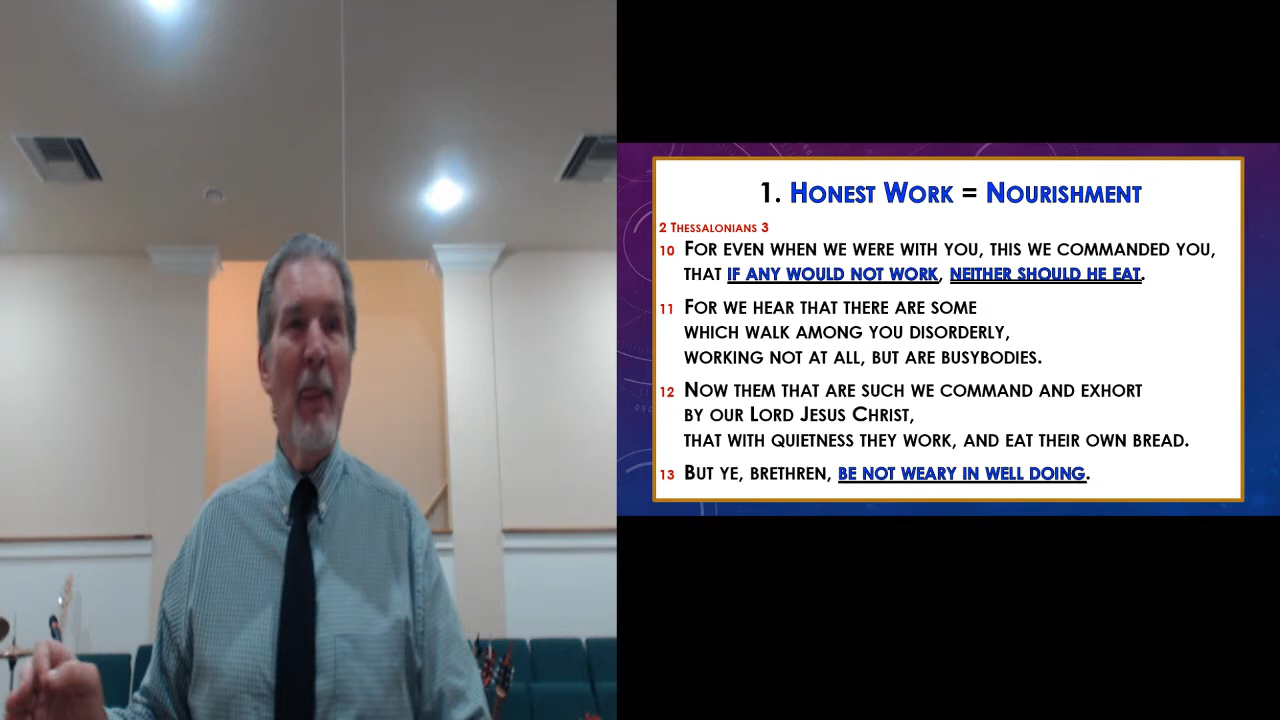 1. Honest Work = Nourishment
2 Thessalonians 3
10 For even when we were with you, this we commanded you,
that if any would not work, neither should he eat.
11 For we hear that there are some
which walk among you disorderly,
working not at all, but are busybodies.
12 Now them that are such we command and exhort
by our Lord Jesus Christ,
that with quietness they work, and eat their own bread.
13 But ye, brethren, be not weary in well doing.